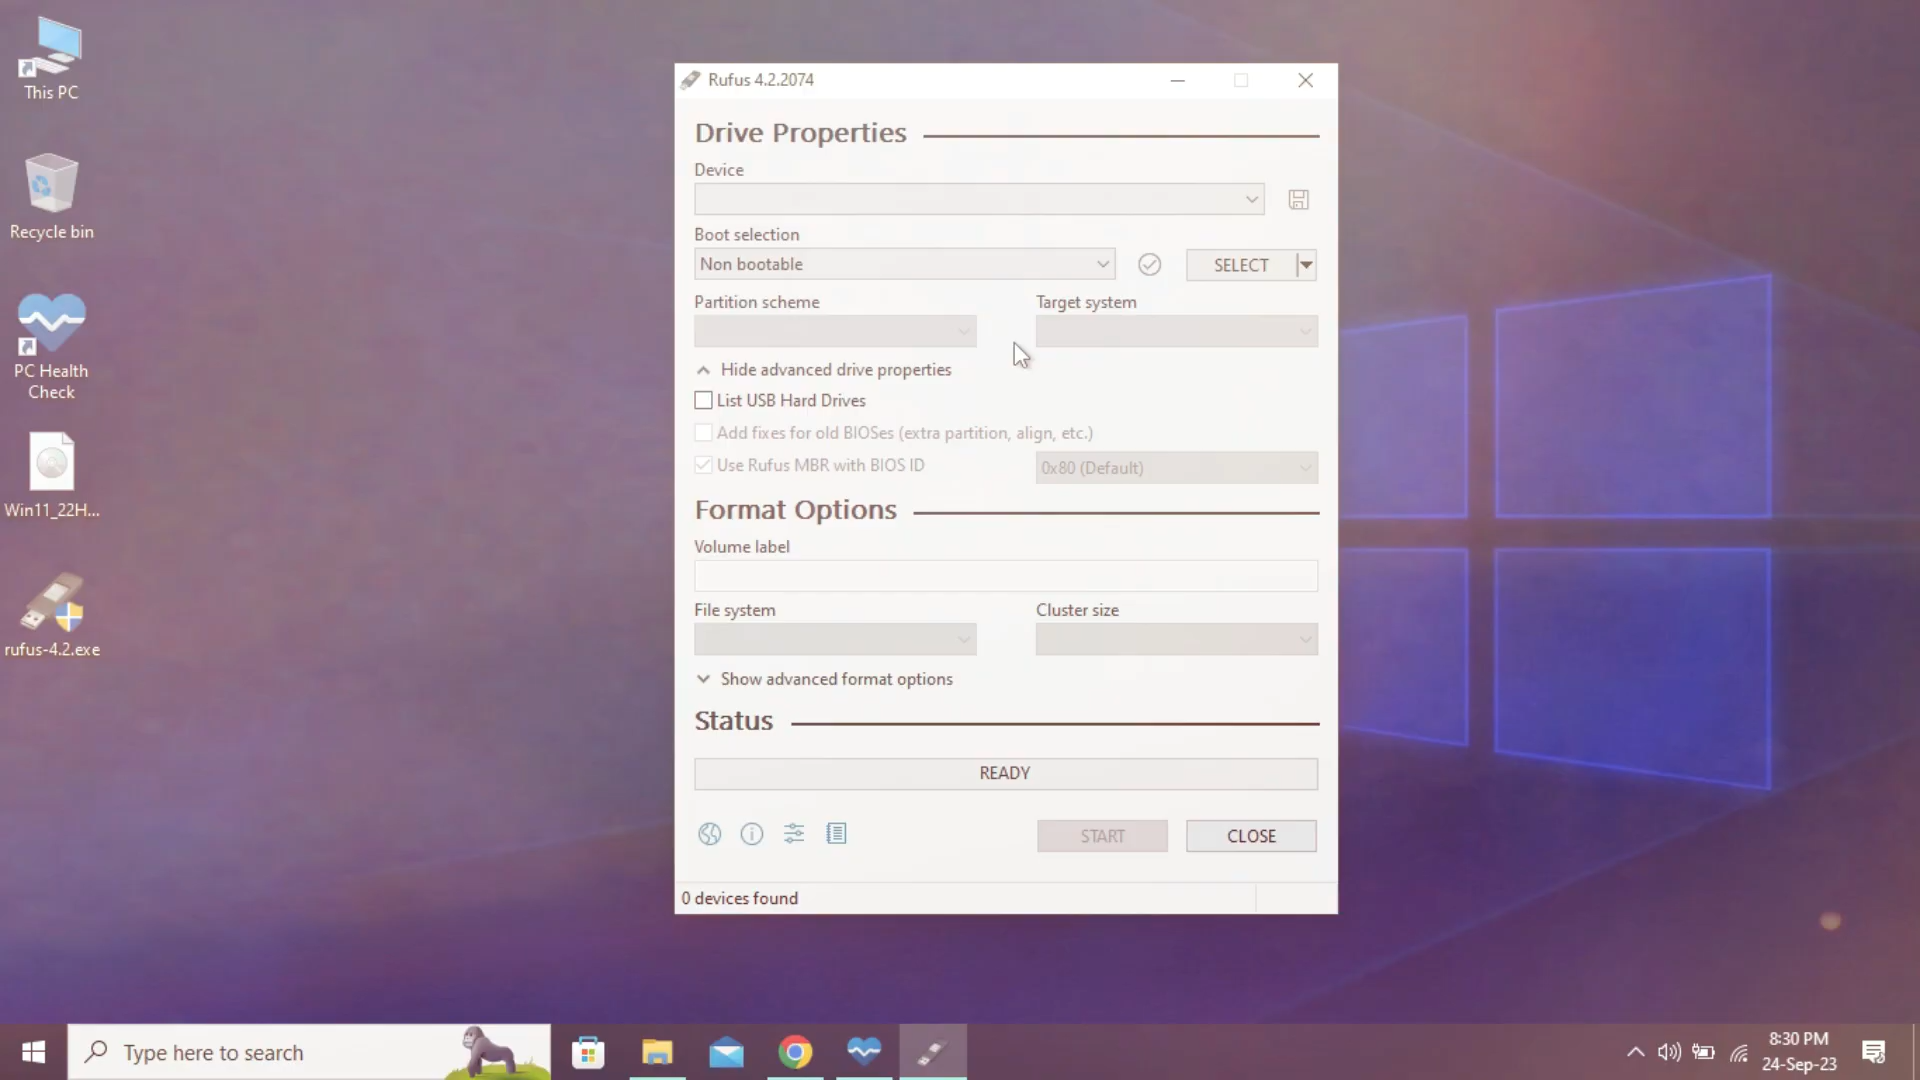 This PC
Recycle bin
PC Health
Check
Win11_22H...
rufus-4.2.exe
Rufus 4.2.2074
Drive Properties
Device
Boot selection
Non bootable
SELECT
Partition scheme
Target system
Hide advanced drive properties
List USB Hard Drives
Add fixes for old BIOSes (extra partition, align, etc.)
Use Rufus MBR with BIOS ID
0x80 (Default)
Format Options
Volume label
File system
Cluster size
Show advanced format options
Status
READY
START
CLOSE
0 devices found
Type here to search
8:30 PM
24-Sep-23